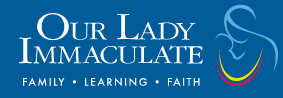 OUR LADY
IMMACULATE
FAMILY • LEARNING • FAITH